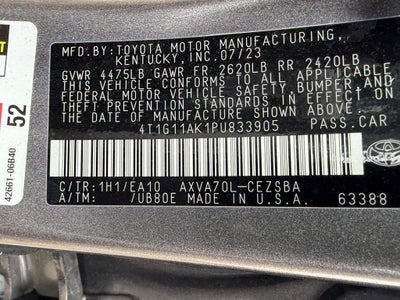 MFD.BY: TOYOTA MOTOR MANUFACTURING,
KENTUCKY, INC.07/23
GVWR 4475LB GAWR FR 2620LB RR 2420LB
THIS VEHICLE CONFORMS TO ALL APPLICABLE
FEDERAL MOTOR VEHICLE SAFETY, BUMPER, AND
THEFT PREVENTION STANDARDS IN EFFECT ON
THE DATE OF MANUFACTURE SHOWN ABOVE.
4T1G11AK1PU833905 PASS.CAR
C/TR:1H1/EA10 AXVA70L-CEZSBA
A/TM: /UB80E MADE IN U.S.A. 63388
52
42661-06B40
TOYOTA